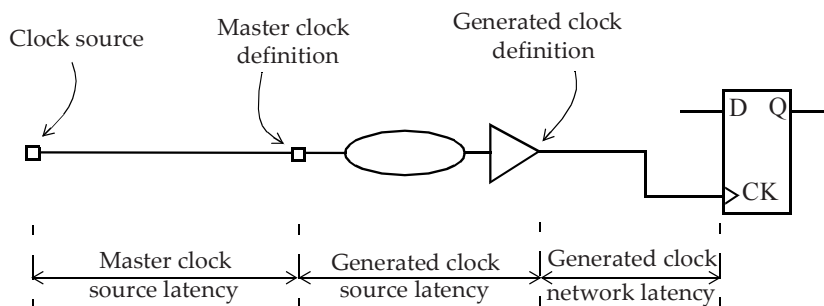 Clock source
Master clock
definition
Generated clock
definition
D Q
CK
Master clock
source latency
Generated clock
source latency
Generated clock
network latency